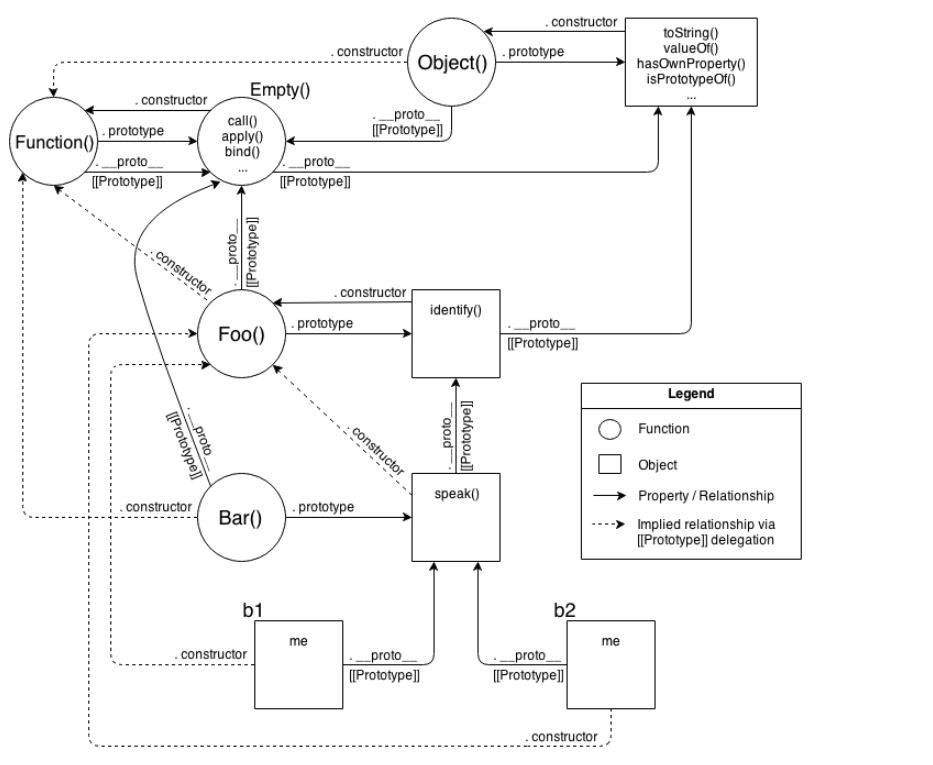 . constructor
toString()
valueOf()
hasOwnProperty()
isPrototypeOf()
...
Object()
. prototype
. constructor
Empty()
. constructor
call()
apply()
bind()
...
. __proto__
[[Prototype]]
Function()
. prototype
. __proto__
[[Prototype]]
. __proto__
[[Prototype]]
. __proto__
[[Prototype]]
. constructor
. constructor
identify()
Foo()
. prototype
. __proto__
[[Prototype]]
. __proto__
[[Prototype]]
. __proto__
[[Prototype]]
. constructor
Legend
Function
Object
Property / Relationship
Implied relationship via
[[Prototype]] delegation
speak()
. constructor
Bar()
. prototype
b1
b2
me
me
. constructor
. __proto__
[[Prototype]]
. __proto__
[[Prototype]]
. constructor